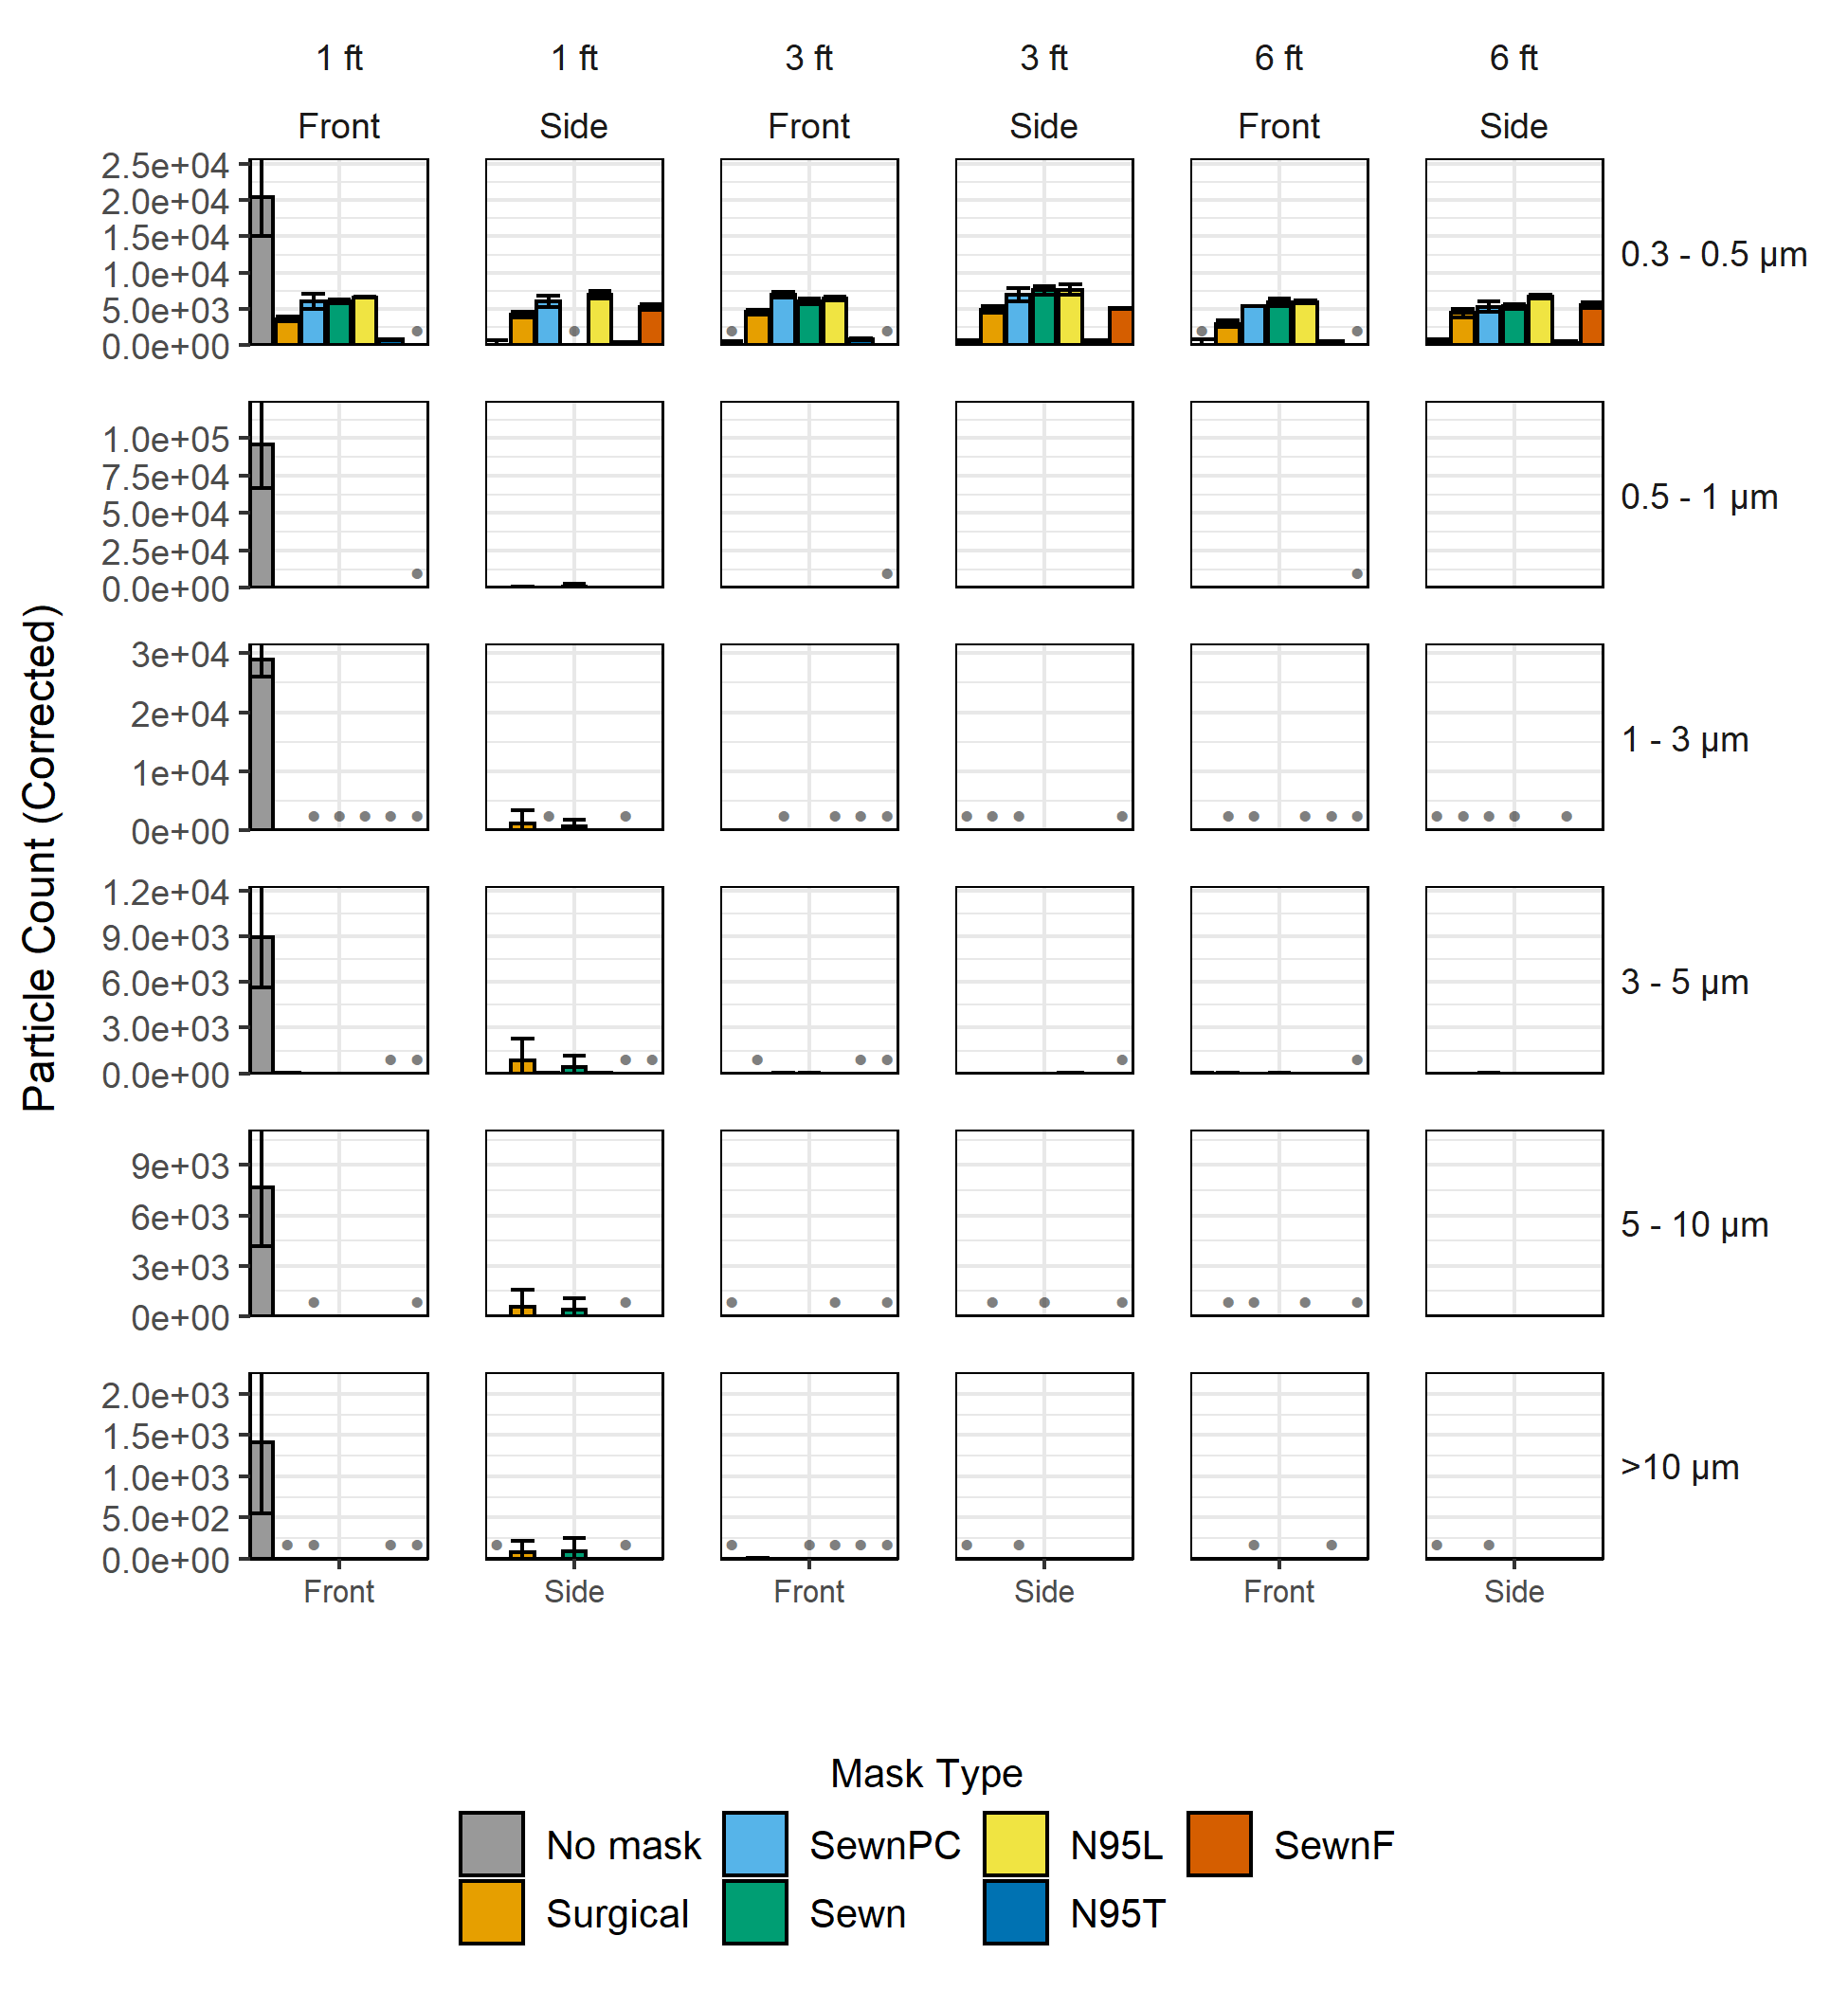 1 ft 1 ft 3 ft 3 ft 6 ft 6 ft
Front Side Front Side Front Side
2.5e+04
2.0e+04
1.5e+04
1.0e+04
5.0e+03
0.0e+00
0.3 - 0.5 µm
1.0e+05
7.5e+04
5.0e+04
2.5e+04
0.0e+00
0.5 - 1 µm
3e+04
2e+04
1e+04
0e+00
1 - 3 µm
1.2e+04
9.0e+03
6.0e+03
3.0e+03
0.0e+00
3 - 5 µm
9e+03
6e+03
3e+03
0e+00
5 - 10 µm
2.0e+03
1.5e+03
1.0e+03
5.0e+02
0.0e+00
>10 µm
Particle Count (Corrected)
Front Side Front Side Front Side
Mask Type
No mask SewnPC N95L SewnF
Surgical Sewn N95T